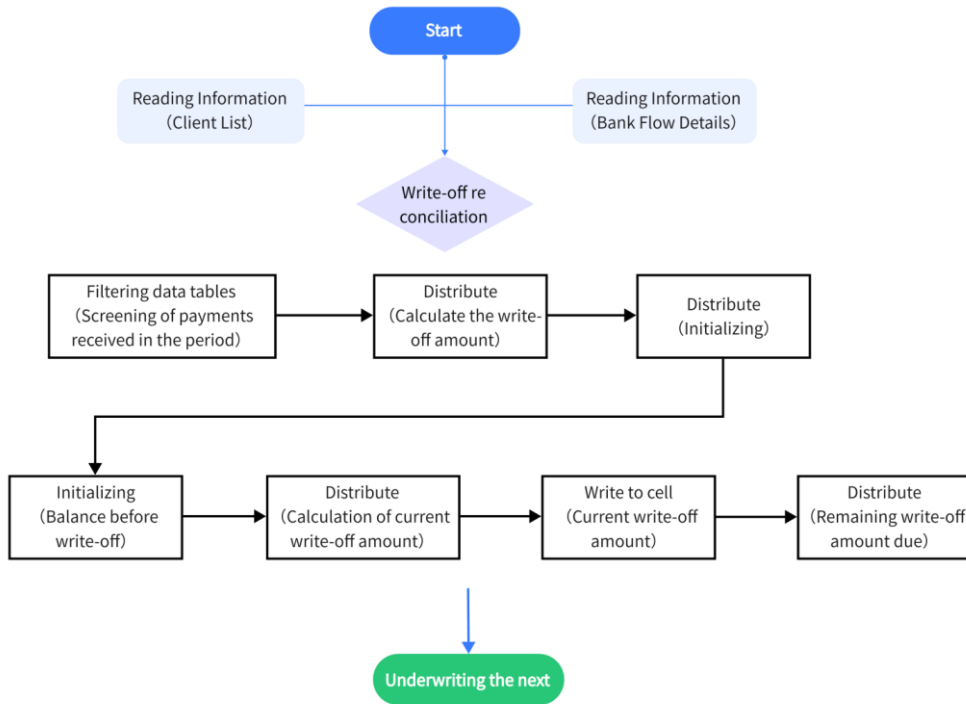 Start
Reading Information
（Client List）
Reading Information
（Bank Flow Details）
Write-off re
conciliation
Filtering data tables
（Screening of payments
received in the period）
Distribute
（Calculate the write-
off amount）
Distribute
（Initializing）
Initializing
（Balance before
write-off）
Distribute
（Calculation of current
write-off amount）
Write to cell
（Current write-off
amount）
Distribute
（Remaining write-off
amount due）
Underwriting the next